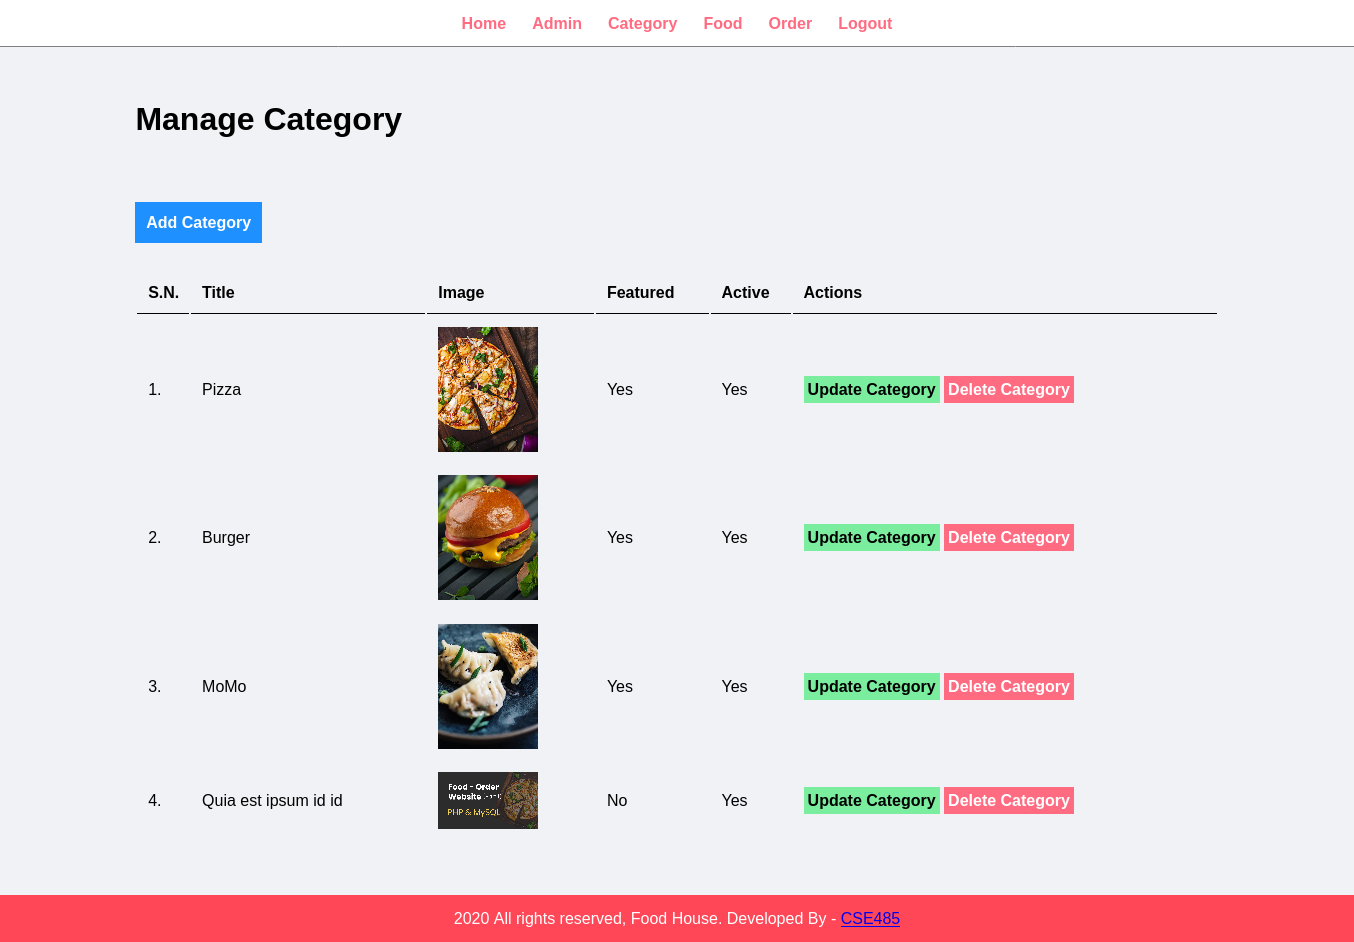 Home Admin Category Food Order Logout
Manage Category
Add Category
S.N. Title Image Featured Active Actions
1. Pizza Yes Yes Update Category Delete Category
2. Burger Yes Yes Update Category Delete Category
3. MoMo Yes Yes Update Category Delete Category
4. Quia est ipsum id id No Yes Update Category Delete Category
Food - Order
Website
PHP & MySQL
2020 All rights reserved, Food House. Developed By - CSE485